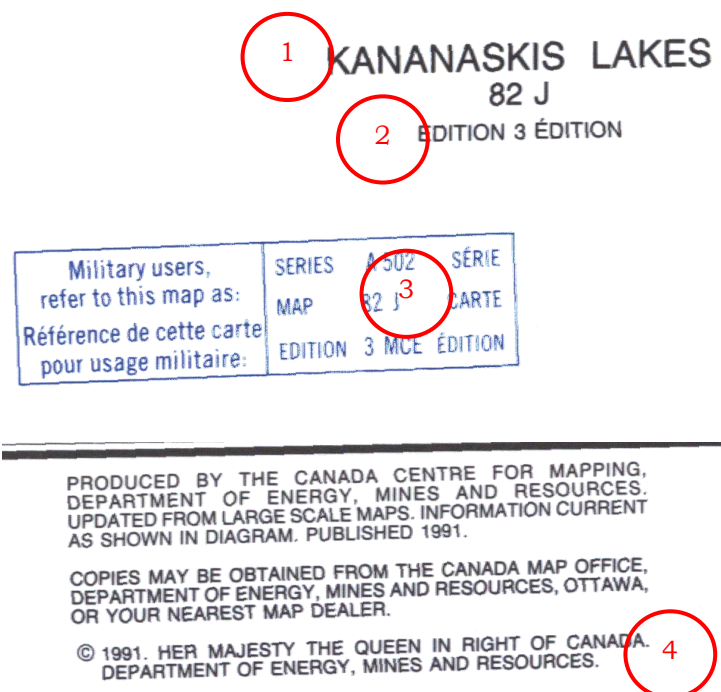 1
KANANASKIS LAKES
82 J
2
EDITION 3 ÉDITION
Military users,
refer to this map as:
Référence de cette carte
pour usage militaire:
SERIES A 502 SÉRIE
3
MAP 82 J CARTE
EDITION 3 MCE ÉDITION
PRODUCED BY THE CANADA CENTRE FOR MAPPING,
DEPARTMENT OF ENERGY, MINES AND RESOURCES.
UPDATED FROM LARGE SCALE MAPS. INFORMATION CURRENT
AS SHOWN IN DIAGRAM. PUBLISHED 1991.
COPIES MAY BE OBTAINED FROM THE CANADA MAP OFFICE,
DEPARTMENT OF ENERGY, MINES AND RESOURCES, OTTAWA,
OR YOUR NEAREST MAP DEALER.
© 1991. HER MAJESTY THE QUEEN IN RIGHT OF CANADA.
DEPARTMENT OF ENERGY, MINES AND RESOURCES.
4